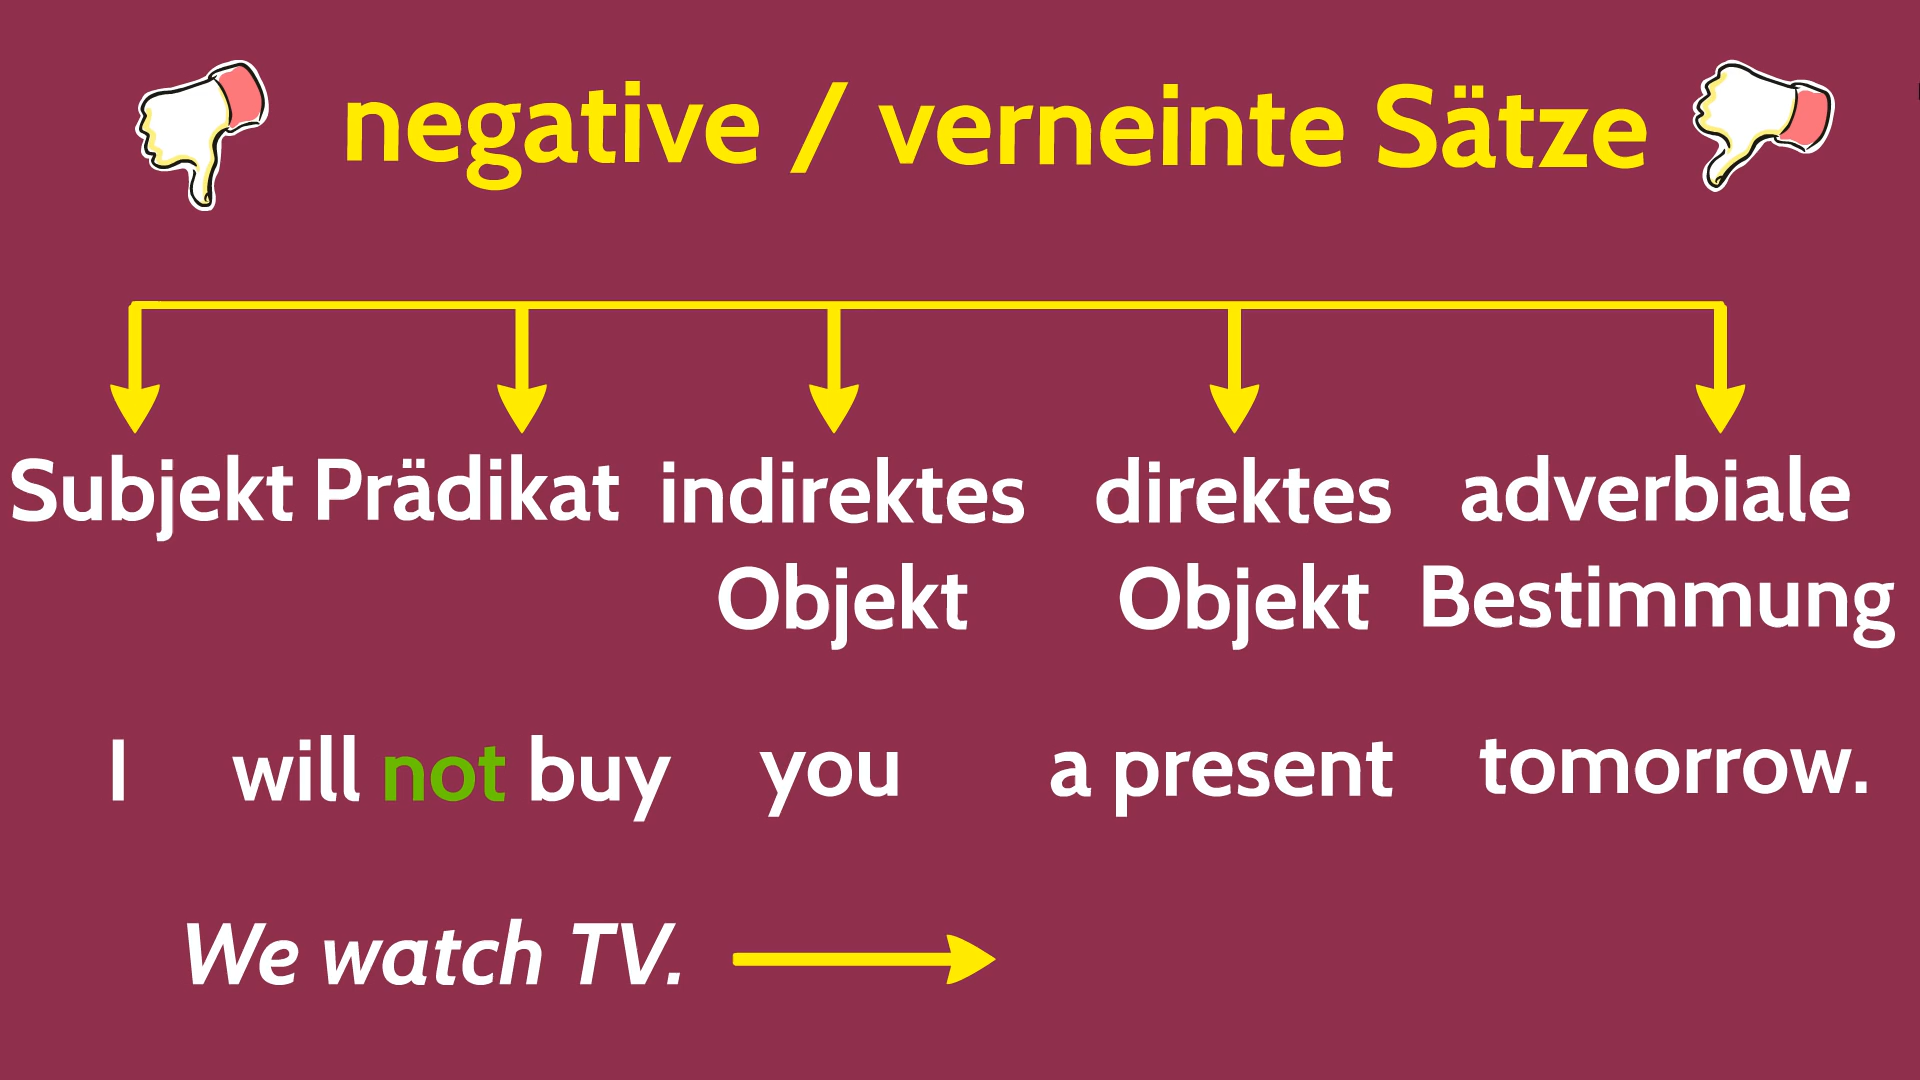 negative / verneinte Sätze
Subjekt Prädikat indirektes direktes adverbiale
Objekt Objekt Bestimmung
I will not buy you a present tomorrow.
We watch TV.